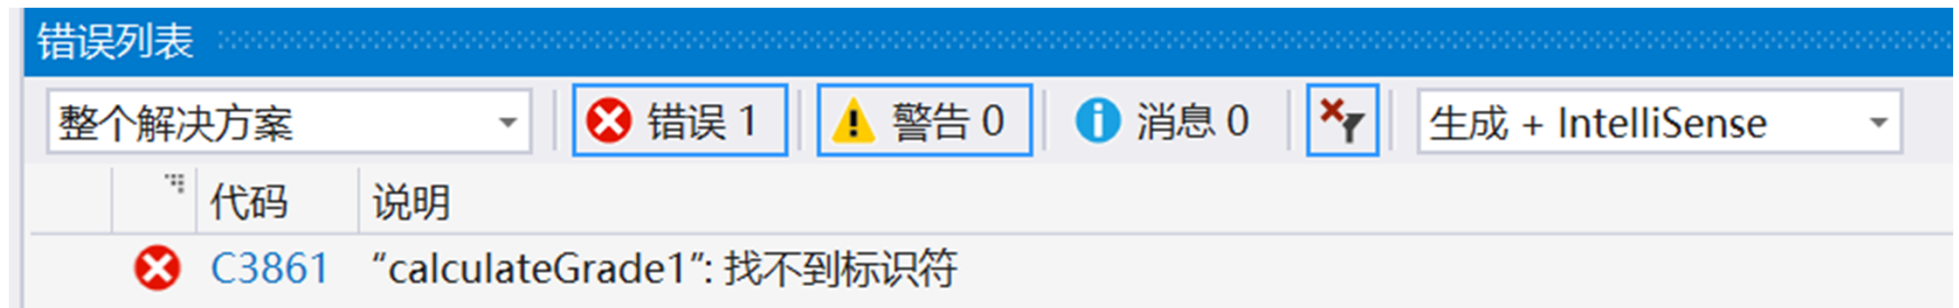 错误列表
整个解决方案 错误 1 警告 0 消息 0 生成 + IntelliSense
代码 说明
C3861 “calculateGrade1”: 找不到标识符